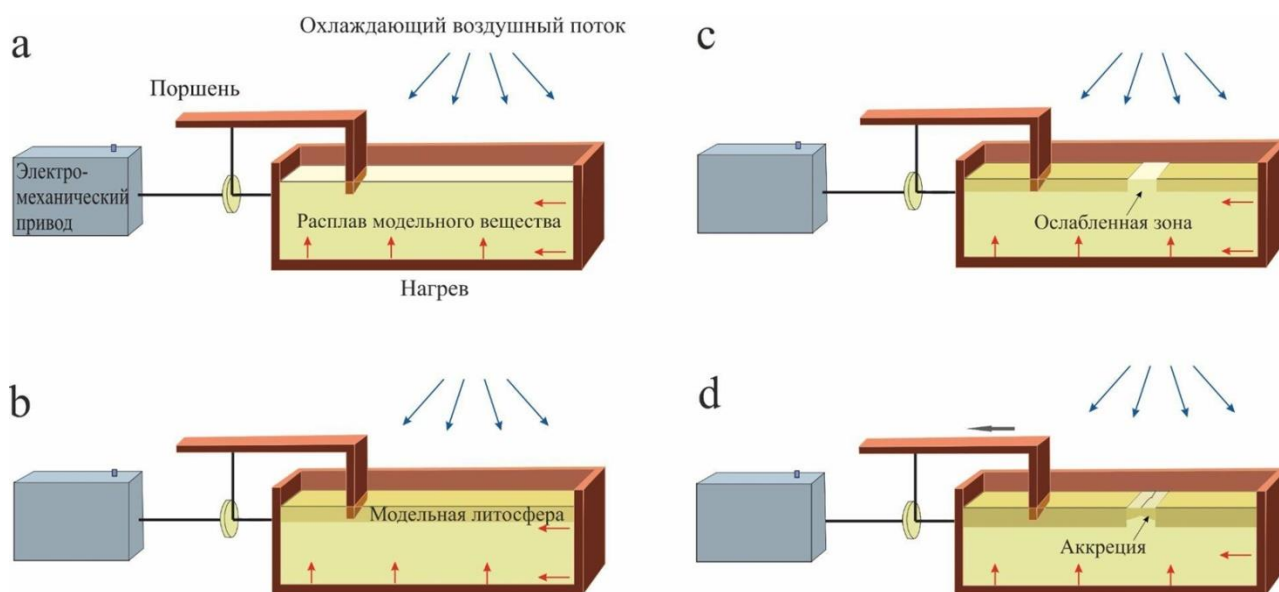 a
Охлаждающий воздушный поток
Поршень
Электро-
механический
привод
Расплав модельного вещества
Нагрев
c
Ослабленная зона
b
Модельная литосфера
d
Аккреция